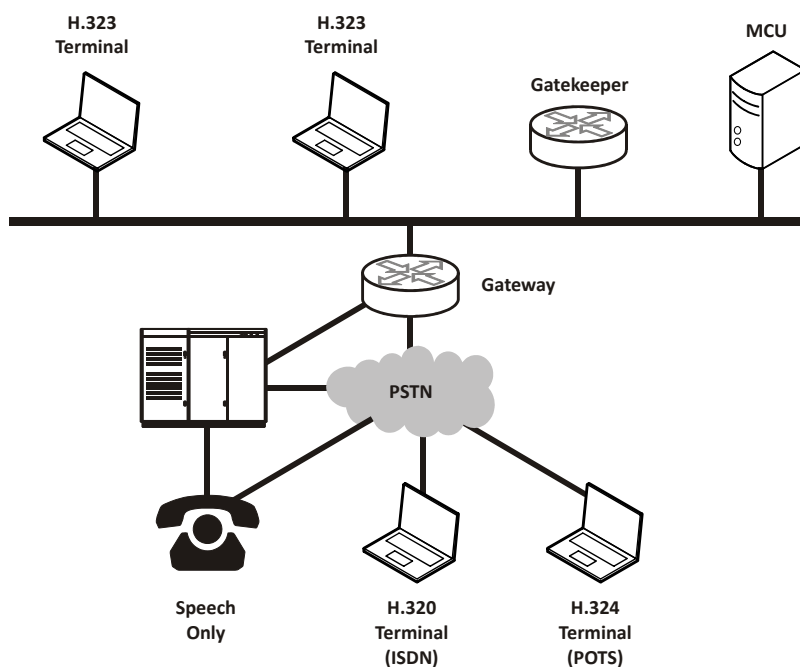 H.323
Terminal
H.323
Terminal
Gatekeeper
MCU
Gateway
PSTN
Speech
Only
H.320
Terminal
(ISDN)
H.324
Terminal
(POTS)